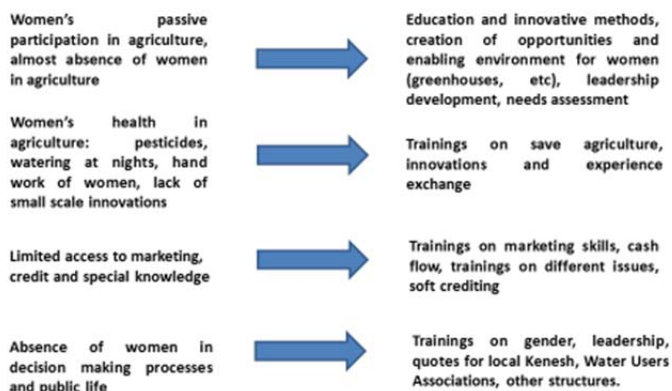 Women's passive
participation in agriculture,
almost absence of women
in agriculture
Education and innovative methods,
creation of opportunities and
enabling environment for women
(greenhouses, etc), leadership
development, needs assessment
Women's health in
agriculture: pesticides,
watering at nights, hand
work of women, lack of
small scale innovations
Trainings on save agriculture,
innovations and experience
exchange
Limited access to marketing,
credit and special knowledge
Trainings on marketing skills, cash
flow, trainings on different issues,
soft crediting
Absence of women in
decision making processes
and public life
Trainings on gender, leadership,
quotes for local Kenesh, Water Users
Associations, other structures.